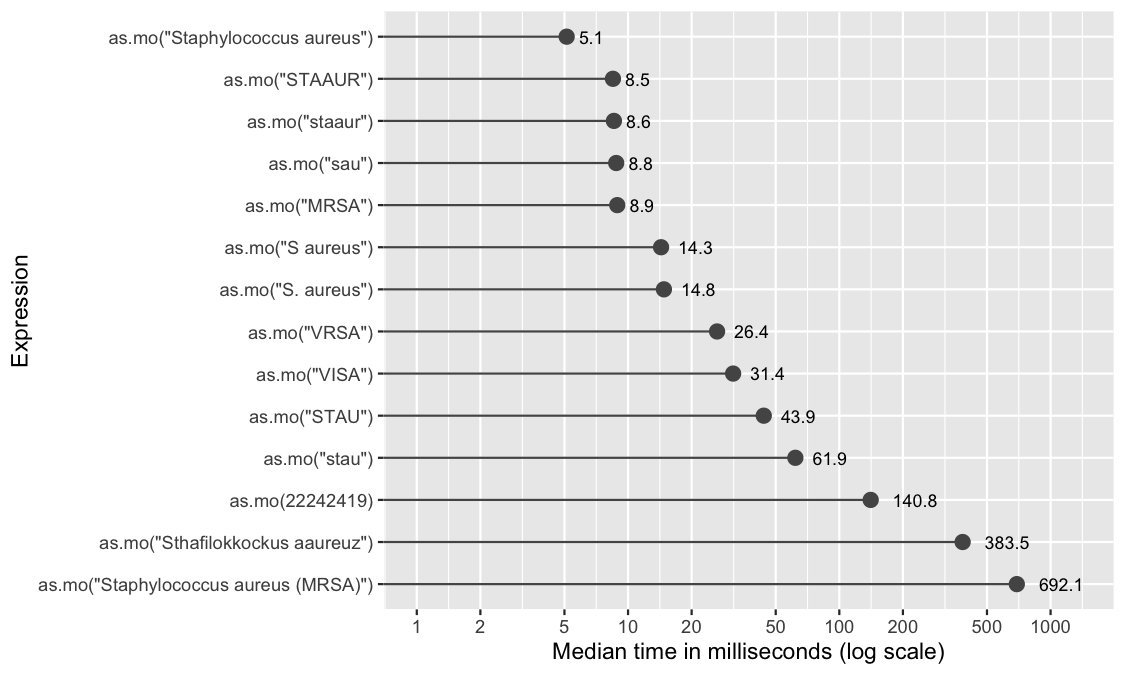 Expression
as.mo("Staphylococcus aureus") 5.1
as.mo("STAAUR") 8.5
as.mo("staaur") 8.6
as.mo("sau") 8.8
as.mo("MRSA") 8.9
as.mo("S aureus") 14.3
as.mo("S. aureus") 14.8
as.mo("VRSA") 26.4
as.mo("VISA") 31.4
as.mo("STAU") 43.9
as.mo("stau") 61.9
as.mo(22242419) 140.8
as.mo("Sthafilokkockus aaureuz") 383.5
as.mo("Staphylococcus aureus (MRSA)") 692.1
1 2 5 10 20 50 100 200 500 1000
Median time in milliseconds (log scale)